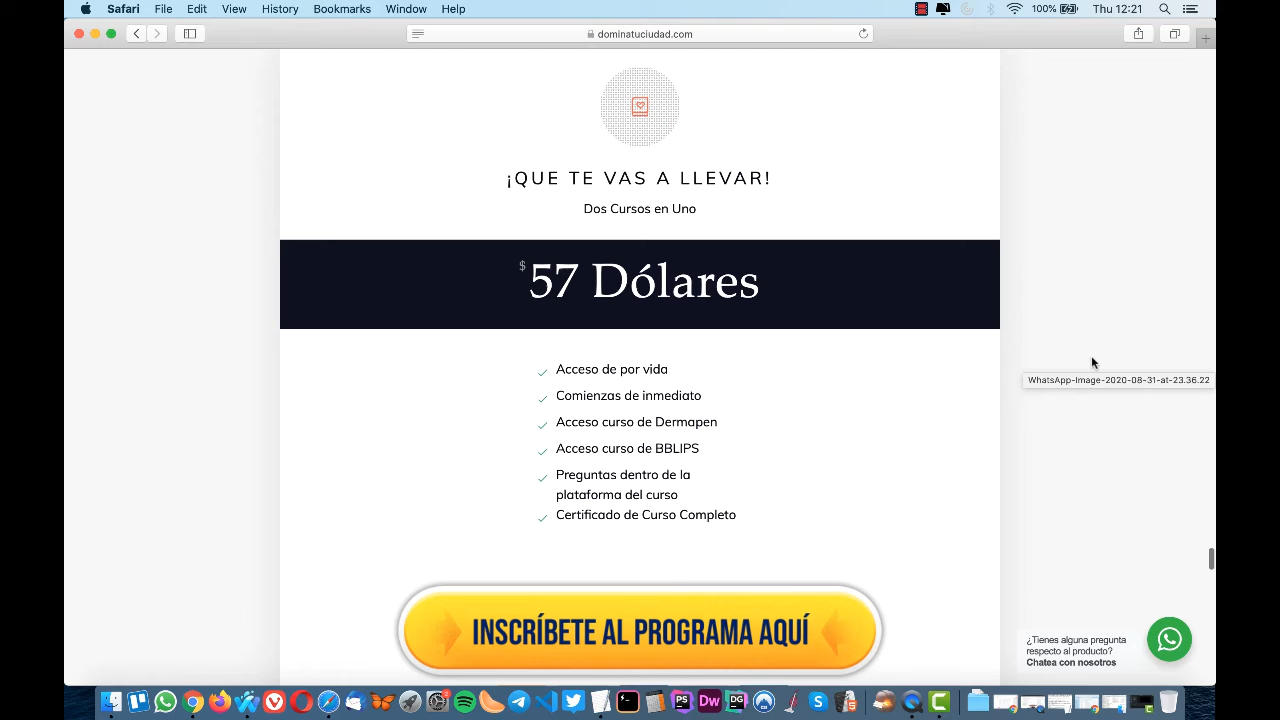 Safari File Edit View History Bookmarks Window Help 100% Thu 12:21
dominatuciudad.com
¡QUE TE VAS A LLEVAR!
Dos Cursos en Uno
$57 Dólares
Acceso de por vida
WhatsApp-Image-2020-08-31-at-23.36.22
Comienzas de inmediato
Acceso curso de Dermapen
Acceso curso de BBLIPS
Preguntas dentro de la
plataforma del curso
Certificado de Curso Completo
INSCRÍBETE AL PROGRAMA AQUÍ
¿Tienes alguna pregunta
respecto al producto?
Chatea con nosotros
Ps Dw DG